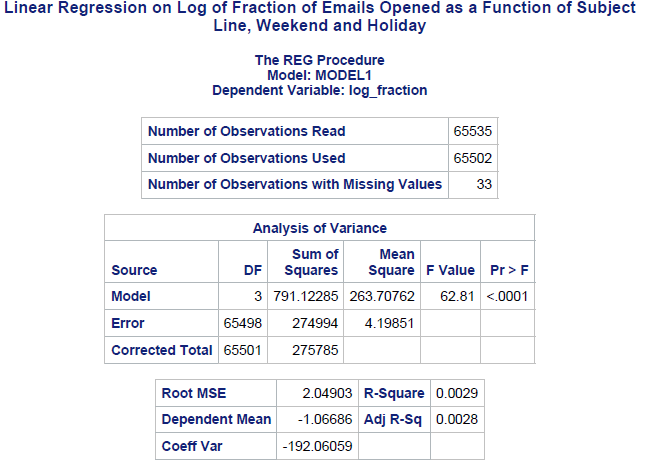 Linear Regression on Log of Fraction of Emails Opened as a Function of Subject
Line, Weekend and Holiday
The REG Procedure
Model: MODEL1
Dependent Variable: log_fraction
Number of Observations Read 65535
Number of Observations Used 65502
Number of Observations with Missing Values 33
Analysis of Variance
Source DF Sum of Squares Mean Square F Value Pr > F
Model 3 791.12285 263.70762 62.81 <.0001
Error 65498 274994 4.19851
Corrected Total 65501 275785
Root MSE 2.04903 R-Square 0.0029
Dependent Mean -1.06686 Adj R-Sq 0.0028
Coeff Var -192.06059